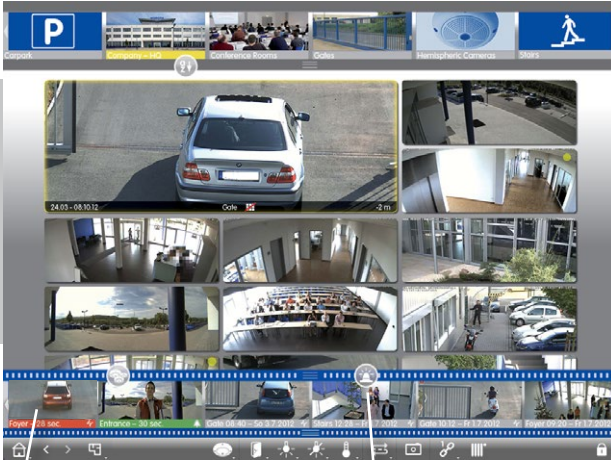 P
Carpark
Company – HQ
Conference Rooms
Gates
Hemispheric Cameras
Stairs
24.05 - 08:10:12
Gate
-2 m
Foyer – 28 sec.
Entrance – 30 sec.
Gate 08:40 – Sa 3.7.2012
Stairs 12:28 – Fr 1.7.2012
Gate 10:12 – Fr 1.7.2012
Foyer 09:20 – Fr 1.7.2012